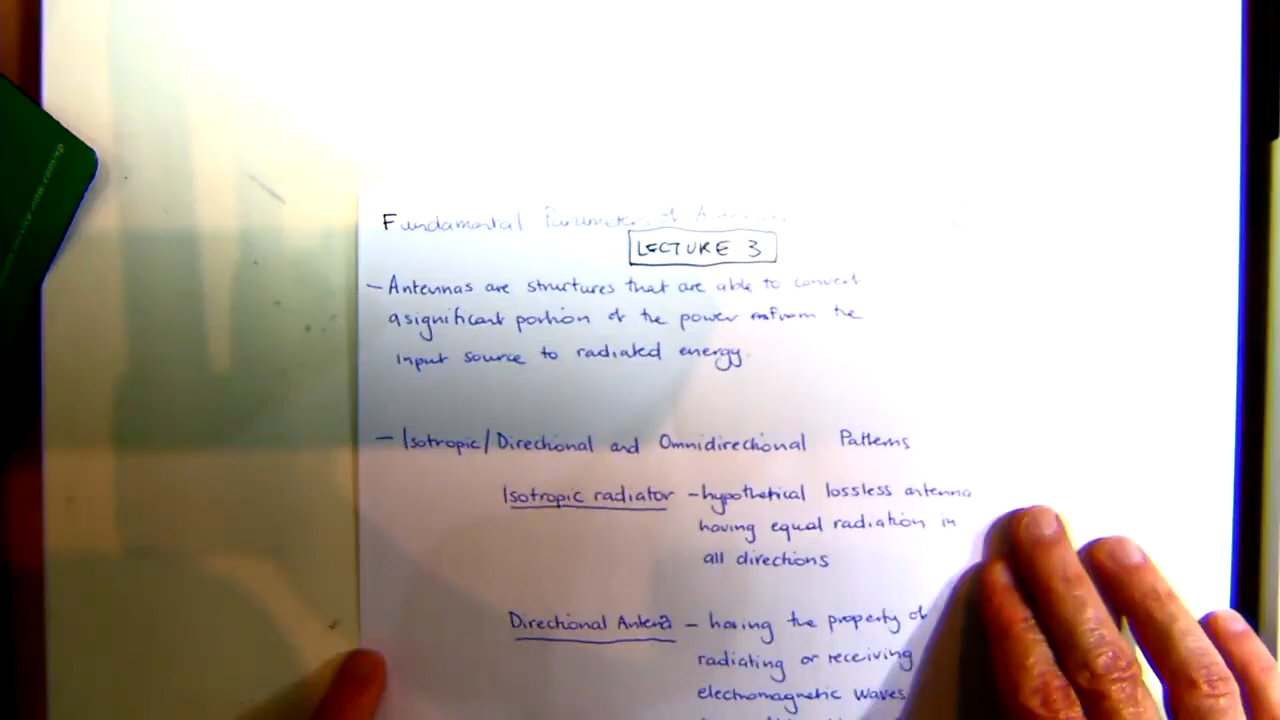 Fundamental Parameters of
LECTURE 3
- Antennas are structures that are able to convert
a significant portion of the power from the
input source to radiated energy.
- Isotropic/Directional and Omnidirectional Patterns
Isotropic radiator - hypothetical lossless antenna
having equal radiation in
all directions
Directional Antena - having the property of
radiating or receiving
electromagnetic waves